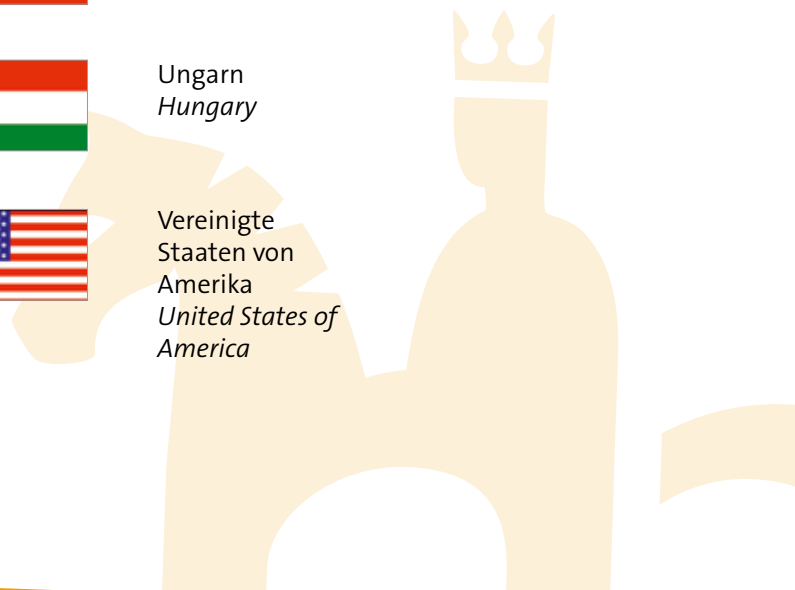 Ungarn
Hungary
Vereinigte
Staaten von
Amerika
United States of
America